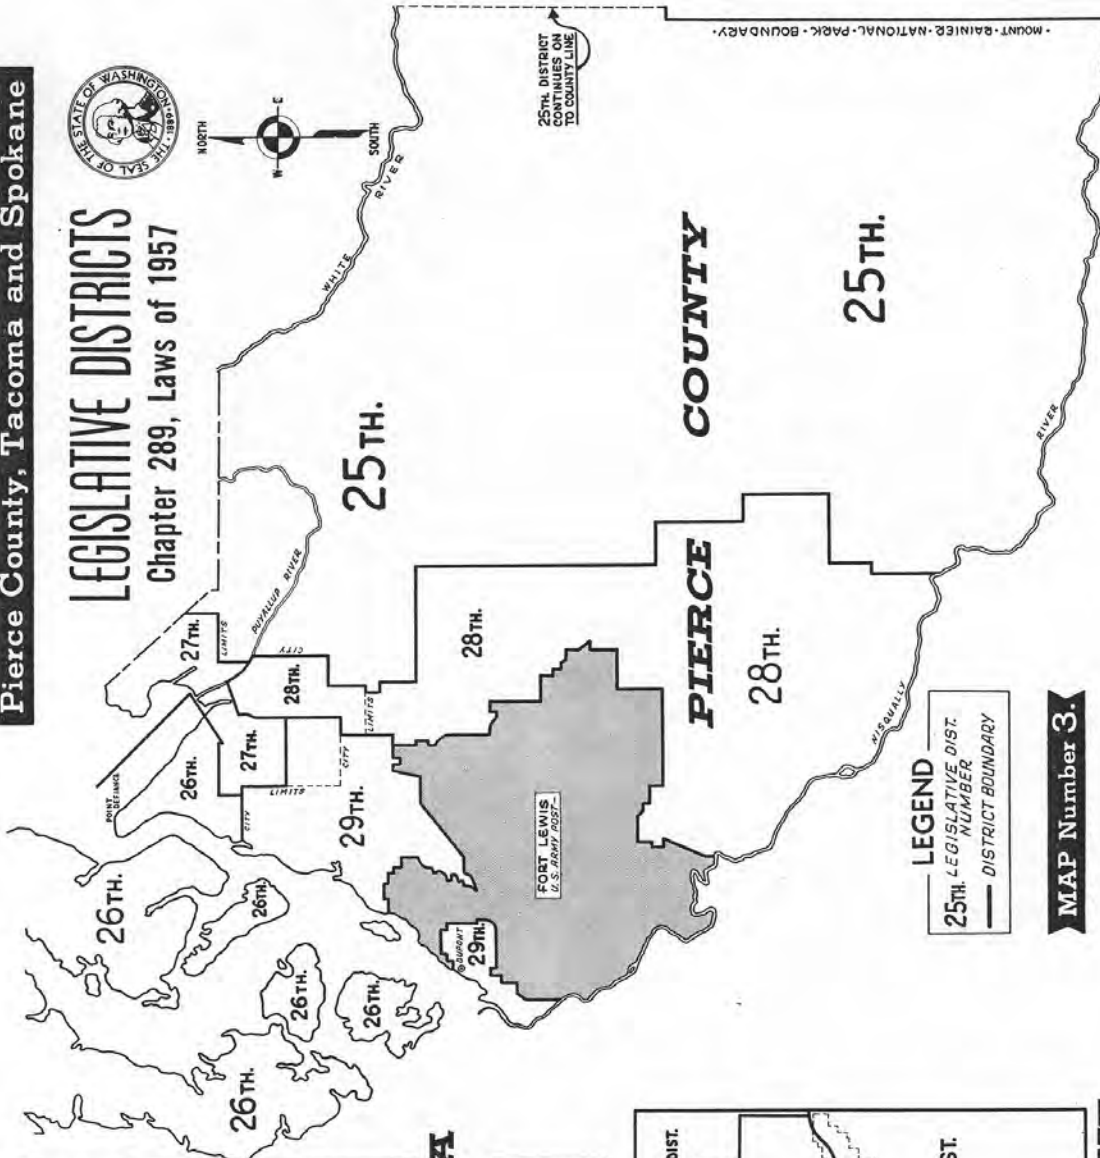 Pierce County, Tacoma and Spokane
LEGISLATIVE DISTRICTS
Chapter 289, Laws of 1957
THE SEAL OF THE STATE OF WASHINGTON
1889
NORTH
W
E
SOUTH
25TH. DISTRICT
CONTINUES ON
TO COUNTY LINE
• MOUNT • RAINIER • NATIONAL • PARK • BOUNDARY •
WHITE
RIVER
25TH.
COUNTY
25TH.
PUYALLUP RIVER
27TH.
LIMITS
CITY
28TH.
LIMITS
28TH.
PIERCE
28TH.
RIVER
NISQUALLY
POINT
DEFIANCE
26TH.
27TH.
LIMITS
CITY
CITY
29TH.
FORT LEWIS
U.S. ARMY POST
DUPONT
29TH.
26TH.
26TH.
26TH.
26TH.
26TH.
LEGEND
25TH. LEGISLATIVE DIST.
NUMBER
DISTRICT BOUNDARY
MAP Number 3.
A
DIST.
ST.